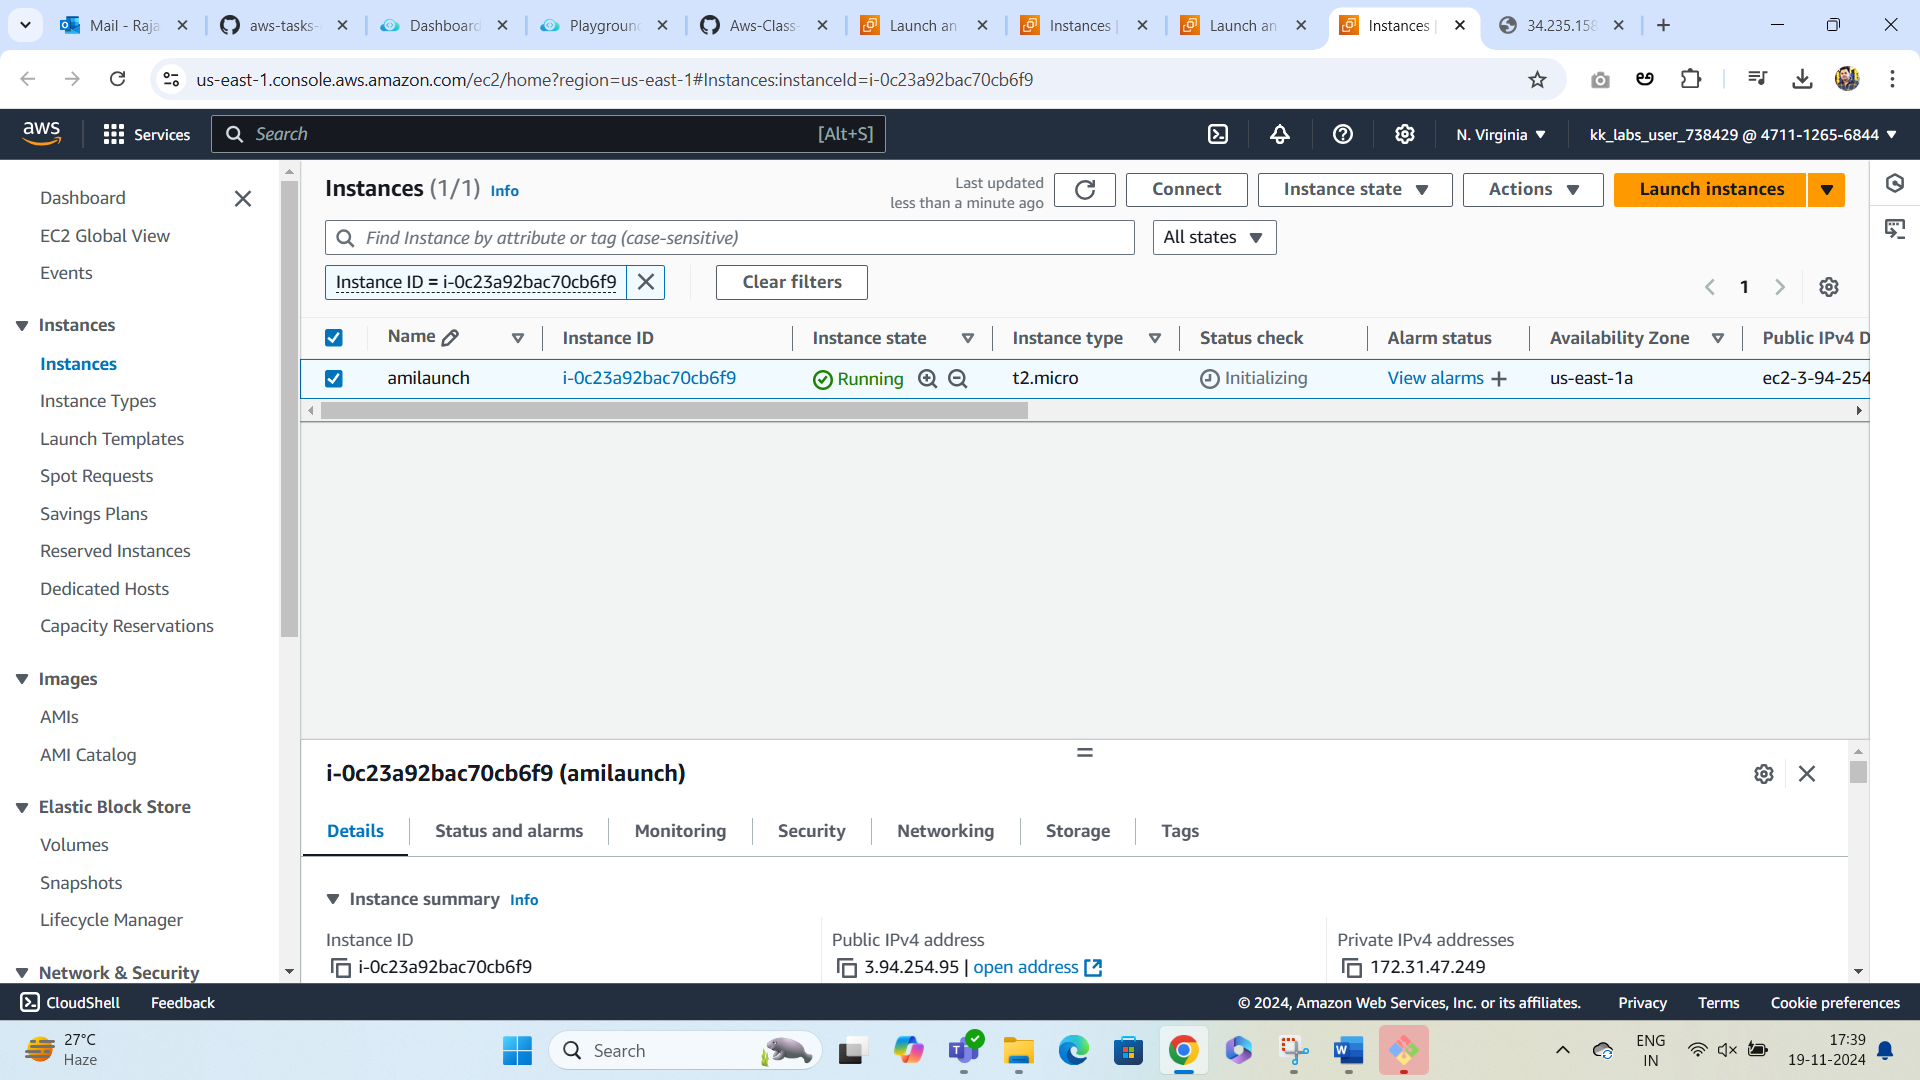 Mail - Raja
aws-tasks-
Dashboard
Playground
Aws-Class-
Launch an
Instances |
Launch an
Instances |
34.235.158
us-east-1.console.aws.amazon.com/ec2/home?region=us-east-1#Instances:instanceId=i-0c23a92bac70cb6f9
aws
Services
Search
[Alt+S]
N. Virginia
kk_labs_user_738429 @ 4711-1265-6844
Dashboard
EC2 Global View
Events
Instances
Instances
Instance Types
Launch Templates
Spot Requests
Savings Plans
Reserved Instances
Dedicated Hosts
Capacity Reservations
Images
AMIs
AMI Catalog
Elastic Block Store
Volumes
Snapshots
Lifecycle Manager
Network & Security
Instances (1/1) Info
Last updated
less than a minute ago
Connect
Instance state
Actions
Launch instances
Find Instance by attribute or tag (case-sensitive)
All states
Instance ID = i-0c23a92bac70cb6f9
Clear filters
1
Name
Instance ID
Instance state
Instance type
Status check
Alarm status
Availability Zone
Public IPv4 D
amilaunch
i-0c23a92bac70cb6f9
Running
t2.micro
Initializing
View alarms +
us-east-1a
ec2-3-94-254
i-0c23a92bac70cb6f9 (amilaunch)
Details
Status and alarms
Monitoring
Security
Networking
Storage
Tags
Instance summary Info
Instance ID
i-0c23a92bac70cb6f9
Public IPv4 address
3.94.254.95 | open address
Private IPv4 addresses
172.31.47.249
CloudShell
Feedback
© 2024, Amazon Web Services, Inc. or its affiliates.
Privacy
Terms
Cookie preferences
27°C
Haze
Search
ENG
IN
17:39
19-11-2024